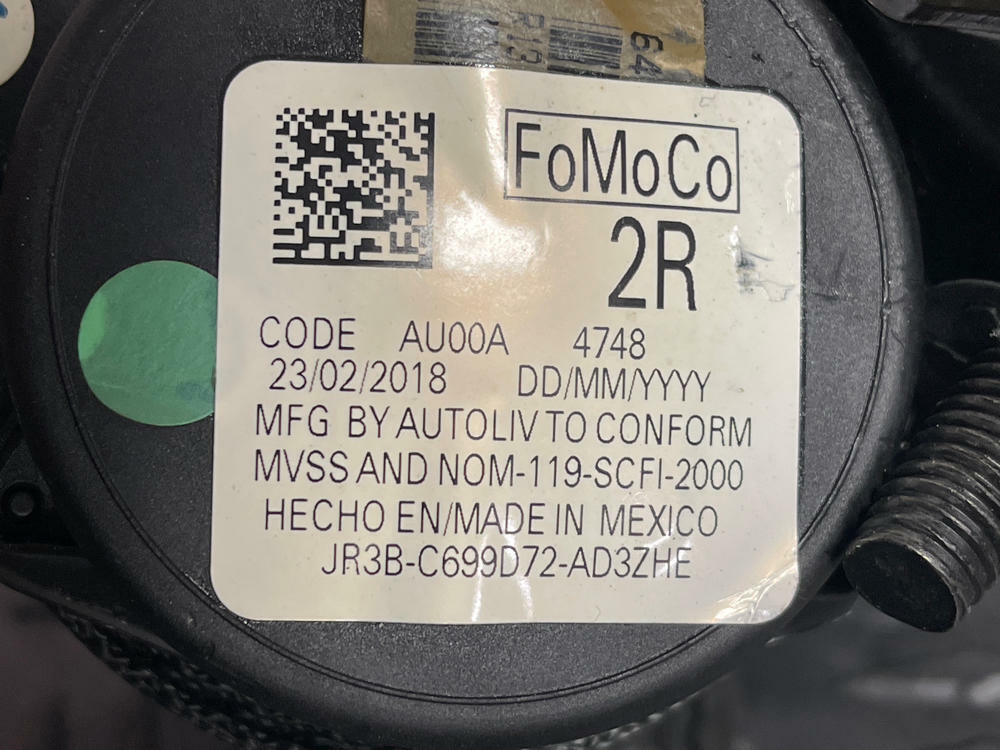 64
FoMoCo
2R
CODE AU00A 4748
23/02/2018 DD/MM/YYYY
MFG BY AUTOLIV TO CONFORM
MVSS AND NOM-119-SCFI-2000
HECHO EN/MADE IN MEXICO
JR3B-C699D72-AD3ZHE